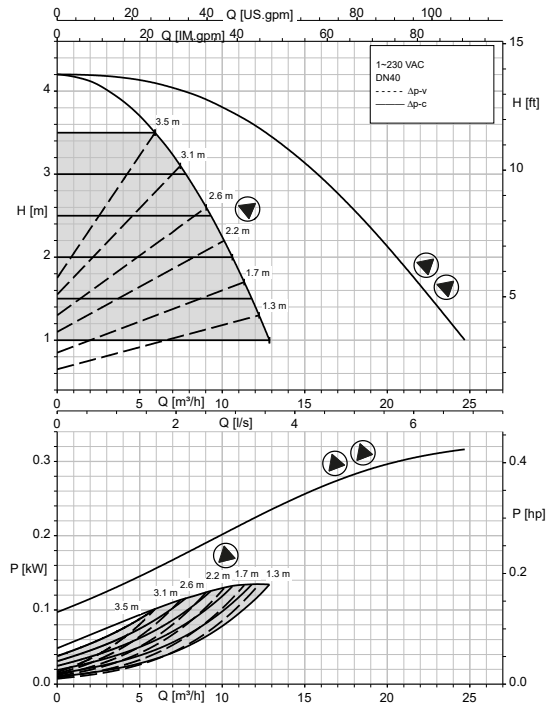 Q [US.gpm]
0 20 40 60 80 100
Q [IM.gpm]
0 20 40 60 80
1~230 VAC
DN40
Δp-v
Δp-c
H [m]
4
3
2
1
H [ft]
15
10
5
3.5 m
3.1 m
2.6 m
2.2 m
1.7 m
1.3 m
0 5 10 15 20 25
Q [m³/h]
0 2 4 6
Q [l/s]
P [kW]
0.3
0.2
0.1
0.0
P [hp]
0.4
0.2
0.0
3.5 m
3.1 m
2.6 m
2.2 m
1.7 m
1.3 m
0 5 10 15 20 25
Q [m³/h]